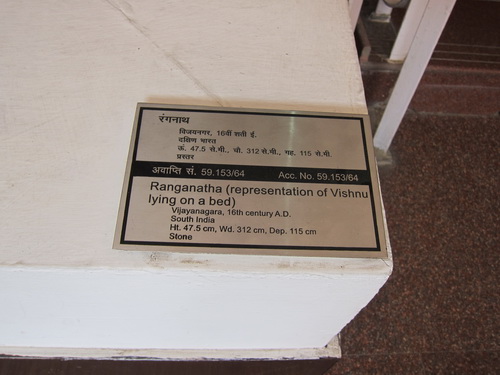 रंगनाथ
विजयनगर, 16वीं शती ई.
दक्षिण भारत
ऊं. 47.5 से.मी., चौ. 312 से.मी., गह. 115 से.मी.
प्रस्तर
अवाप्ति सं. 59.153/64 Acc. No. 59.153/64
Ranganatha (representation of Vishnu
lying on a bed)
Vijayanagara, 16th century A.D.
South India
Ht. 47.5 cm, Wd. 312 cm, Dep. 115 cm
Stone